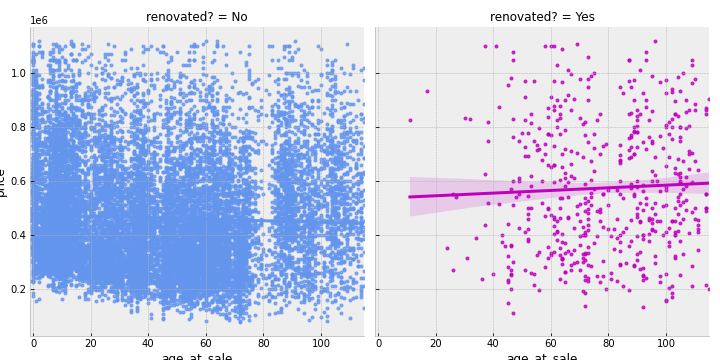 renovated? = No
renovated? = Yes
1e6
1.0
0.8
0.6
0.4
0.2
price
0
20
40
60
80
100
0
20
40
60
80
100
age_at_sale
age_at_sale